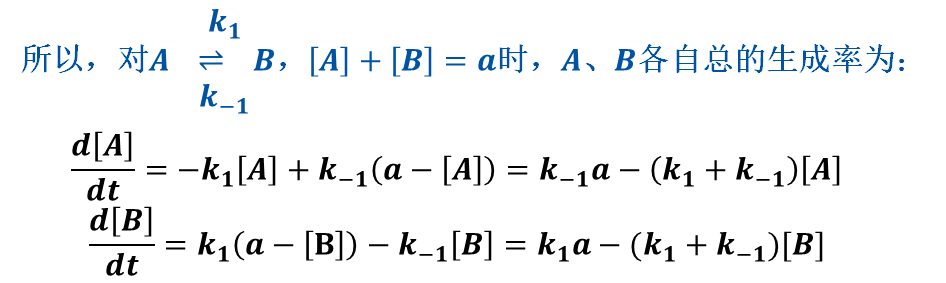 k₁
所以，对A ⇌ B，[A] + [B] = a时，A、B各自总的生成率为：
k₋₁
d[A]/dt = −k₁[A] + k₋₁(a − [A]) = k₋₁a − (k₁ + k₋₁)[A]
d[B]/dt = k₁(a − [B]) − k₋₁[B] = k₁a − (k₁ + k₋₁)[B]